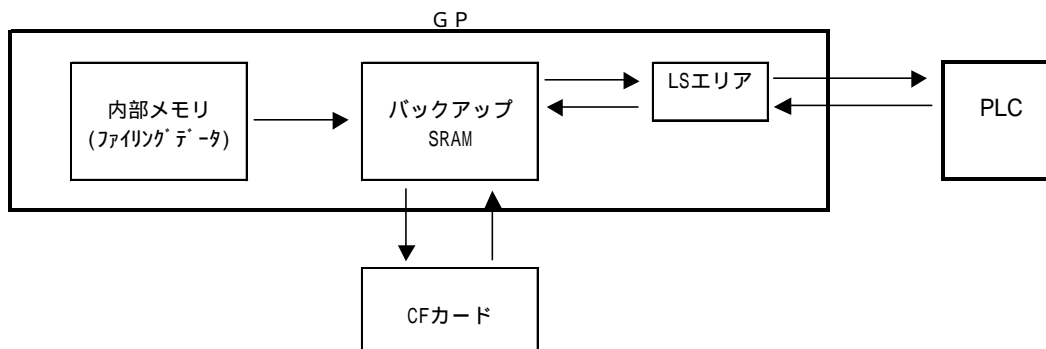 ＧＰ
内部メモリ
(ﾌｧｲﾘﾝｸﾞﾃﾞｰﾀ)
バックアップ
SRAM
LSエリア
PLC
CFカード